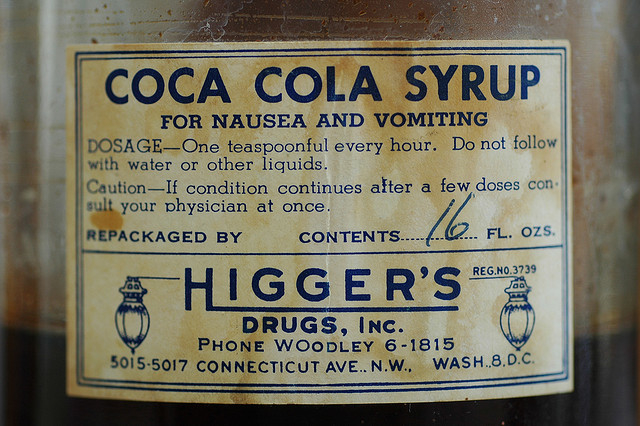 COCA COLA SYRUP
FOR NAUSEA AND VOMITING
DOSAGE—One teaspoonful every hour. Do not follow
with water or other liquids.
Caution—If condition continues after a few doses con-
sult your physician at once.
REPACKAGED BY CONTENTS........16........ FL. OZS.
HIGGER'S REG.NO.3739
DRUGS, INC.
PHONE WOODLEY 6-1815
5015-5017 CONNECTICUT AVE., N.W., WASH.,8,D.C.